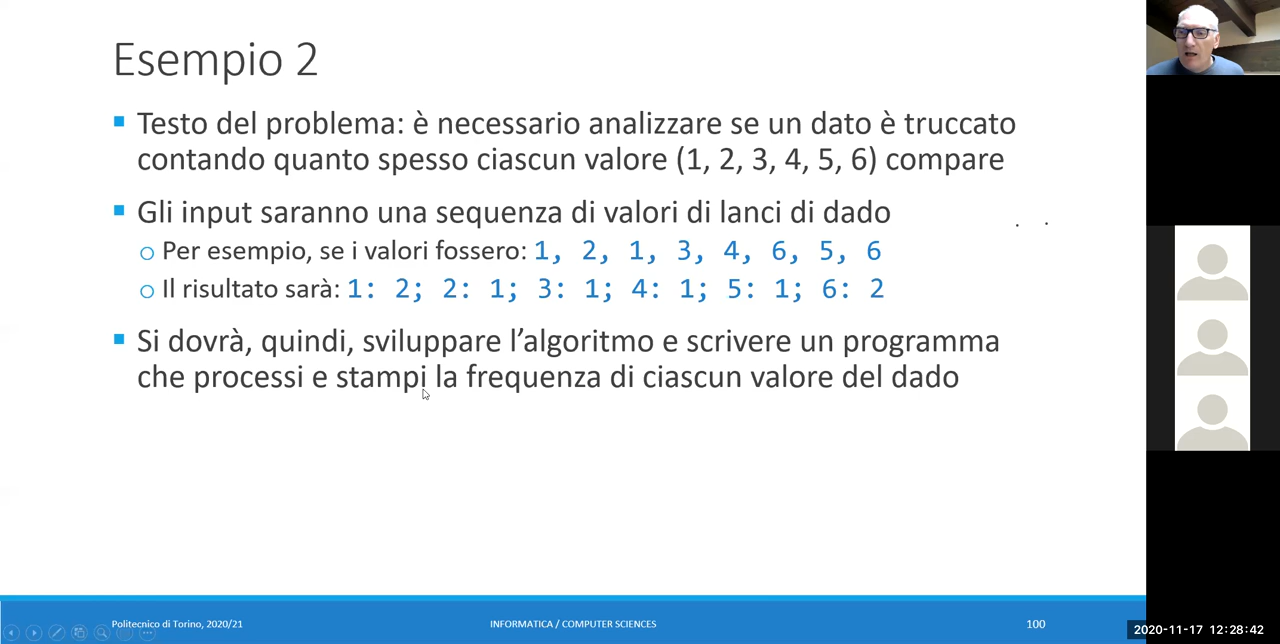 Esempio 2
▪ Testo del problema: è necessario analizzare se un dato è truccato
contando quanto spesso ciascun valore (1, 2, 3, 4, 5, 6) compare
▪ Gli input saranno una sequenza di valori di lanci di dado
o Per esempio, se i valori fossero: 1, 2, 1, 3, 4, 6, 5, 6
o Il risultato sarà: 1: 2; 2: 1; 3: 1; 4: 1; 5: 1; 6: 2
▪ Si dovrà, quindi, sviluppare l’algoritmo e scrivere un programma
che processi e stampi la frequenza di ciascun valore del dado
Politecnico di Torino, 2020/21
INFORMATICA / COMPUTER SCIENCES
100
2020-11-17 12:28:42